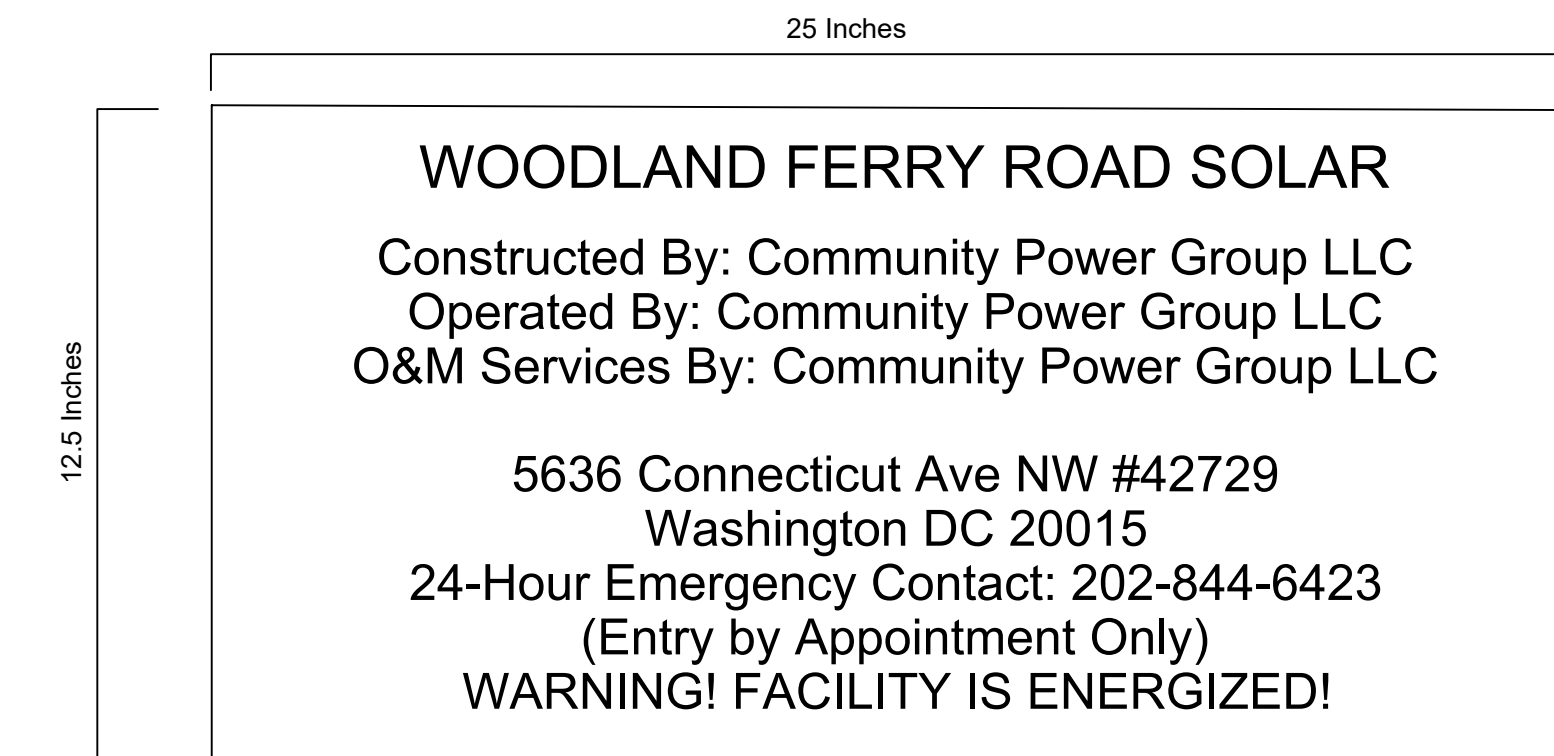 25 Inches
12.5 Inches
WOODLAND FERRY ROAD SOLAR
Constructed By: Community Power Group LLC
Operated By: Community Power Group LLC
O&M Services By: Community Power Group LLC
5636 Connecticut Ave NW #42729
Washington DC 20015
24-Hour Emergency Contact: 202-844-6423
(Entry by Appointment Only)
WARNING! FACILITY IS ENERGIZED!